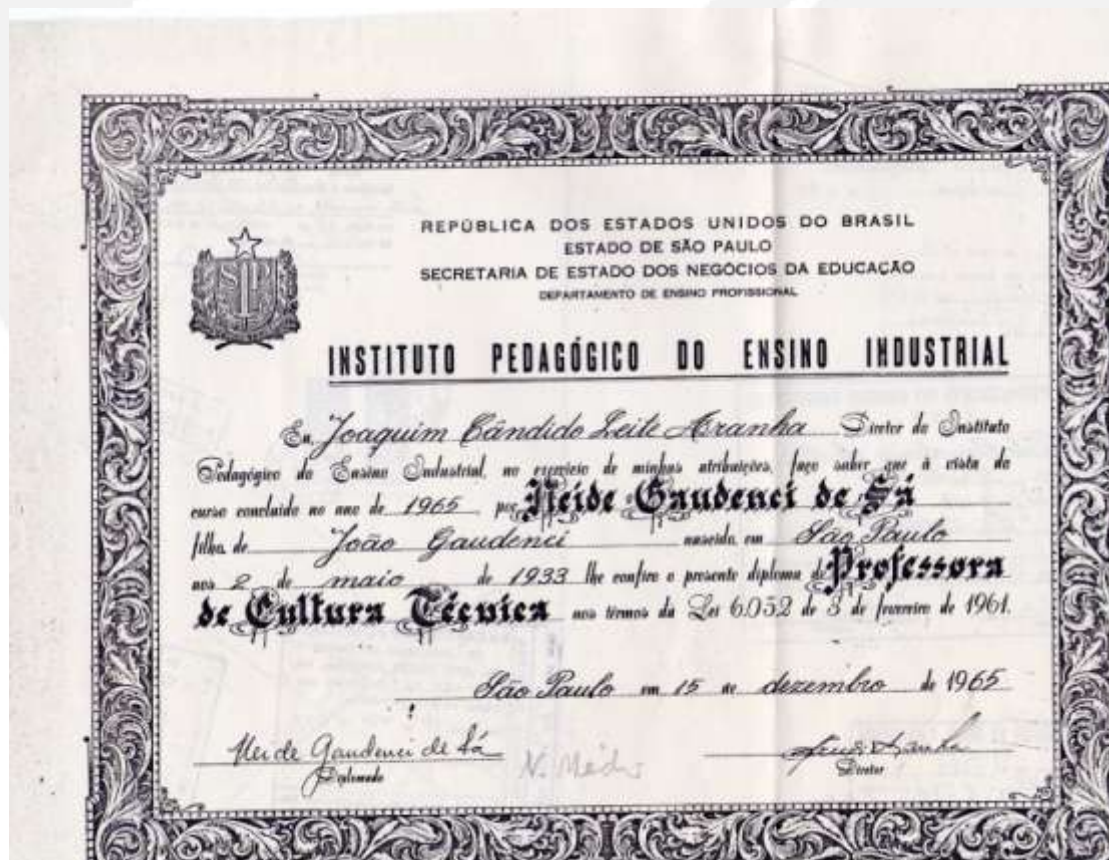 REPÚBLICA DOS ESTADOS UNIDOS DO BRASIL
ESTADO DE SÃO PAULO
SECRETARIA DE ESTADO DOS NEGÓCIOS DA EDUCAÇÃO
DEPARTAMENTO DE ENSINO PROFISSIONAL
SP
INSTITUTO PEDAGÓGICO DO ENSINO INDUSTRIAL
Eu, Joaquim Cândido Leite Aranha Diretor do Instituto
Pedagógico do Ensino Industrial, no exercício de minhas atribuições, faço saber que à vista do
curso concluido no ano de 1965 por Neide Gaudenci de Sá
filha de João Gaudenci nascida em São Paulo
aos 2 de maio de 1933 lhe confiro o presente diploma de Professora
de Cultura Técnica nos têrmos da Lei 6.052 de 3 de fevereiro de 1961.
São Paulo em 15 de dezembro de 1965
Neide Gaudenci de Sá
Diplomado
Diretor